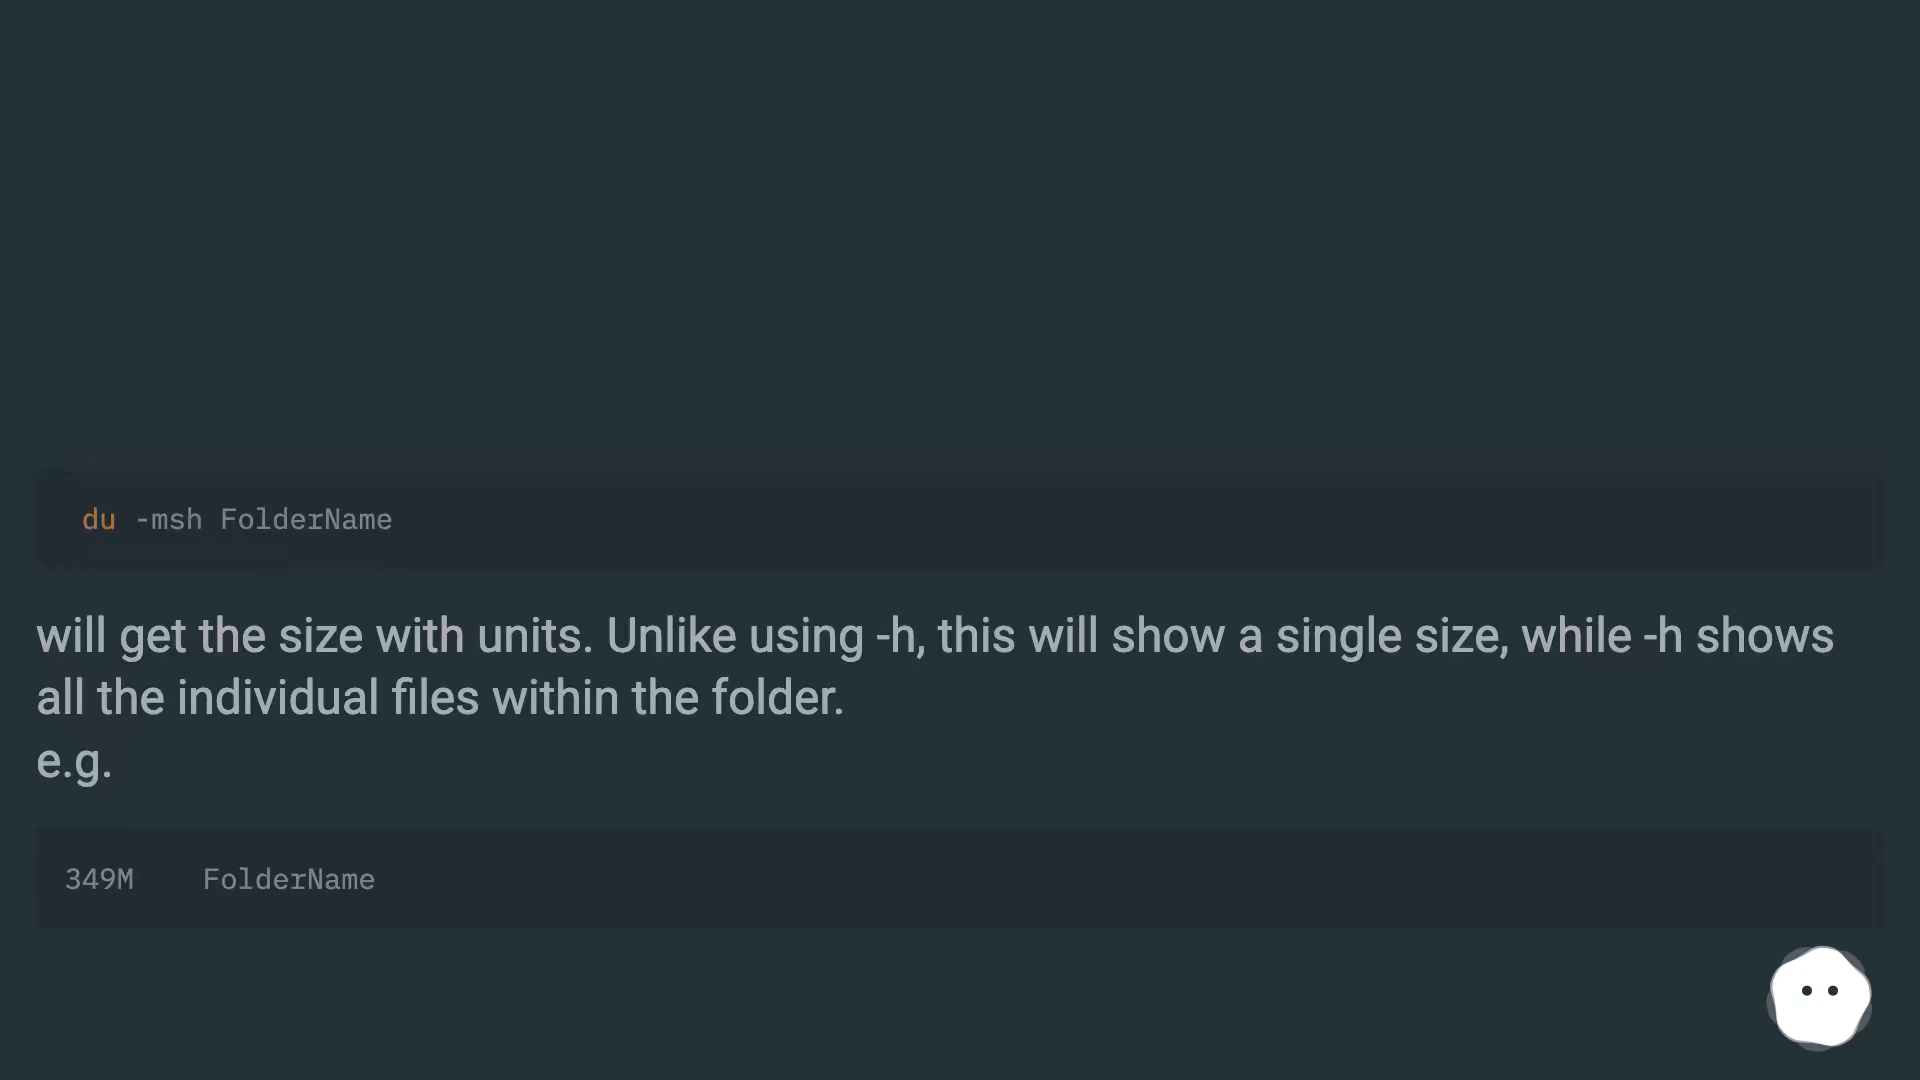 du -msh FolderName
will get the size with units. Unlike using -h, this will show a single size, while -h shows
all the individual files within the folder.
e.g.
349M    FolderName